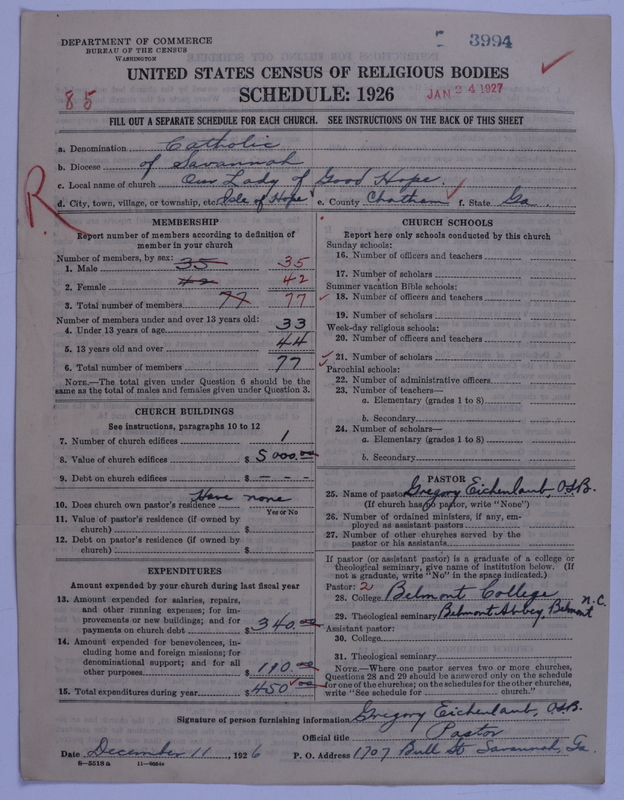 DEPARTMENT OF COMMERCE
BUREAU OF THE CENSUS
WASHINGTON
3994
UNITED STATES CENSUS OF RELIGIOUS BODIES
SCHEDULE: 1926
85
JAN 24 1927
FILL OUT A SEPARATE SCHEDULE FOR EACH CHURCH. SEE INSTRUCTIONS ON THE BACK OF THIS SHEET
R.
a. Denomination Catholic
b. Diocese of Savannah
c. Local name of church Our Lady of Good Hope.
d. City, town, village, or township, etc. Isle of Hope e. County Chatham f. State Ga.
MEMBERSHIP
Report number of members according to definition of
member in your church
Number of members, by sex:
1. Male 35 35
2. Female 42 42
3. Total number of members 77 77
Number of members under and over 13 years old:
4. Under 13 years of age 33
5. 13 years old and over 44
6. Total number of members 77
NOTE.—The total given under Question 6 should be
same as the total of males and females given under Question 3.
CHURCH BUILDINGS
See instructions, paragraphs 10 to 12
7. Number of church edifices 1
8. Value of church edifices $ 5000.00
9. Debt on church edifices $ - - -
10. Does church own pastor's residence Have none
Yes or No
11. Value of pastor's residence (if owned by
church) $
12. Debt on pastor's residence (if owned by
church) $
EXPENDITURES
Amount expended by your church during last fiscal year
13. Amount expended for salaries, repairs,
and other running expenses; for im-
provements or new buildings; and for
payments on church debt $ 340.00
14. Amount expended for benevolences, in-
cluding home and foreign missions; for
denominational support; and for all
other purposes $ 110.00
15. Total expenditures during year $ 450.00
CHURCH SCHOOLS
Report here only schools conducted by this church
Sunday schools:
16. Number of officers and teachers
17. Number of scholars
Summer vacation Bible schools:
18. Number of officers and teachers
19. Number of scholars
Week-day religious schools:
20. Number of officers and teachers
21. Number of scholars
Parochial schools:
22. Number of administrative officers
23. Number of teachers—
a. Elementary (grades 1 to 8)
b. Secondary
24. Number of scholars—
a. Elementary (grades 1 to 8)
b. Secondary
PASTOR
25. Name of pastor Gregory Eichenlaub, O.S.B.
(If church has no pastor, write "None")
26. Number of ordained ministers, if any, em-
ployed as assistant pastors
27. Number of other churches served by the
pastor or his assistants
If pastor (or assistant pastor) is a graduate of a college or
theological seminary, give name of institution below. (If
not a graduate, write "No" in the space indicated.)
Pastor: 2
28. College Belmont College
29. Theological seminary Belmont Abbey, Belmont N.C.
Assistant pastor:
30. College
31. Theological seminary
NOTE.—Where one pastor serves two or more churches,
Questions 28 and 29 should be answered only on the schedule
for one of the churches; on the schedules for the other churches,
write "See schedule for church."
Signature of person furnishing information Gregory Eichenlaub, O.S.B.
Official title Pastor
Date December 11, 1926 P. O. Address 1707 Bull St. Savannah, Ga.